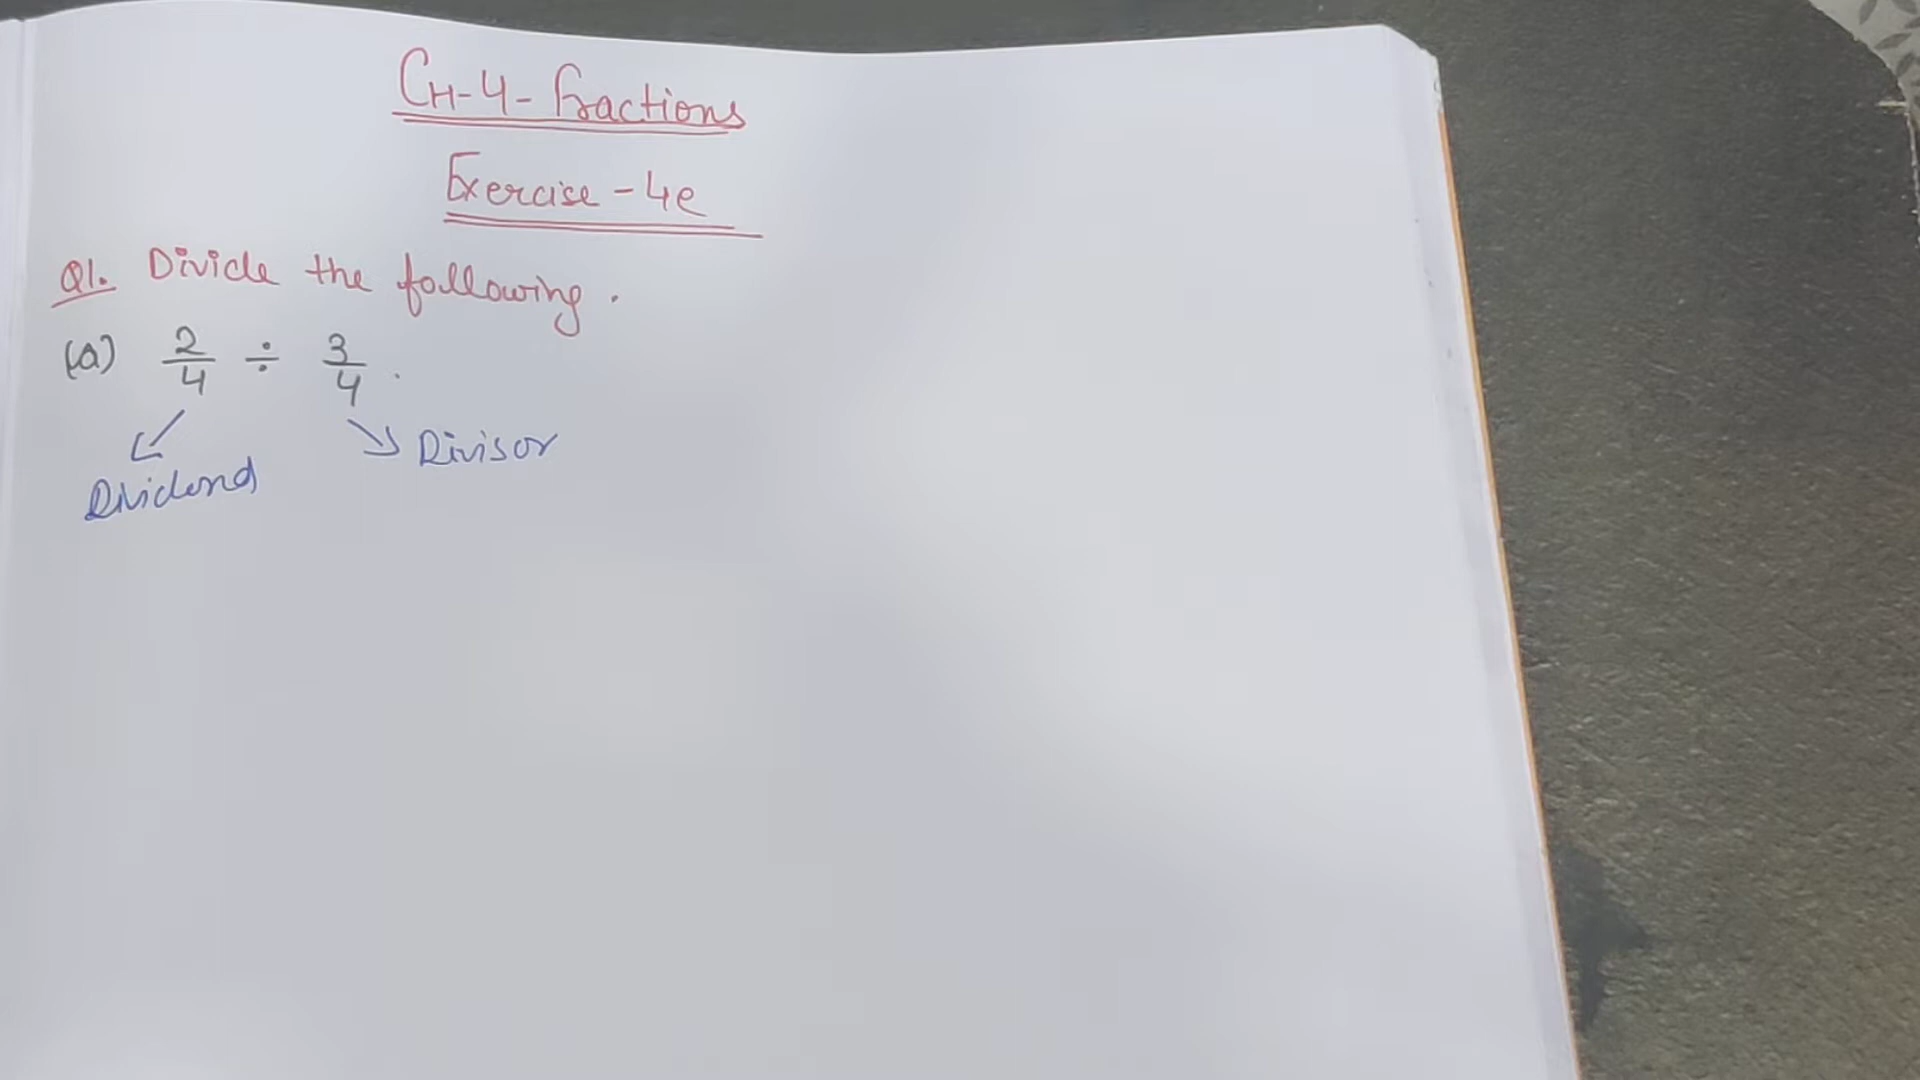 CH-4- Fractions
Exercise - 4e
Q1. Divide the following.
(a) 2/4 ÷ 3/4.
Dividend
Divisor